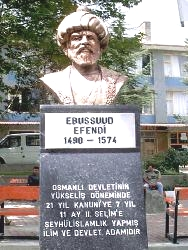 EBUSSUUD
EFENDİ
1490 - 1574
OSMANLI DEVLETİNİN
YÜKSELİŞ DÖNEMİNDE
21 YIL KANUNİ'YE 7 YIL
11 AY II. SELİM'E
ŞEYHÜLİSLAMLIK YAPMIŞ
İLİM VE DEVLET ADAMIDIR